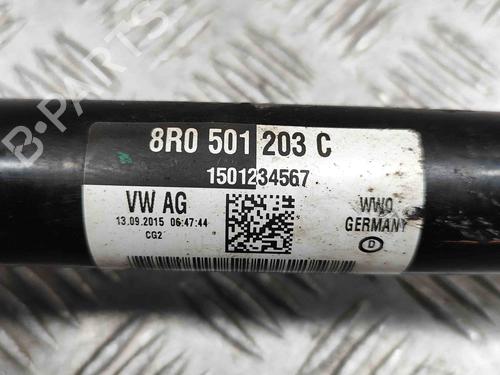 8R0 501 203 C
1501234567
VW AG
13.09.2015 06:47:44
CG2
WWO
GERMANY
D
B-Parts